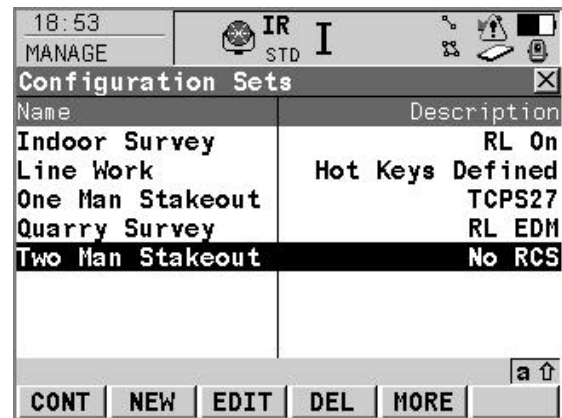 18:53
MANAGE
IR
STD
I
Configuration Sets
Name Description
Indoor Survey RL On
Line Work Hot Keys Defined
One Man Stakeout TCPS27
Quarry Survey RL EDM
Two Man Stakeout No RCS
a
CONT NEW EDIT DEL MORE